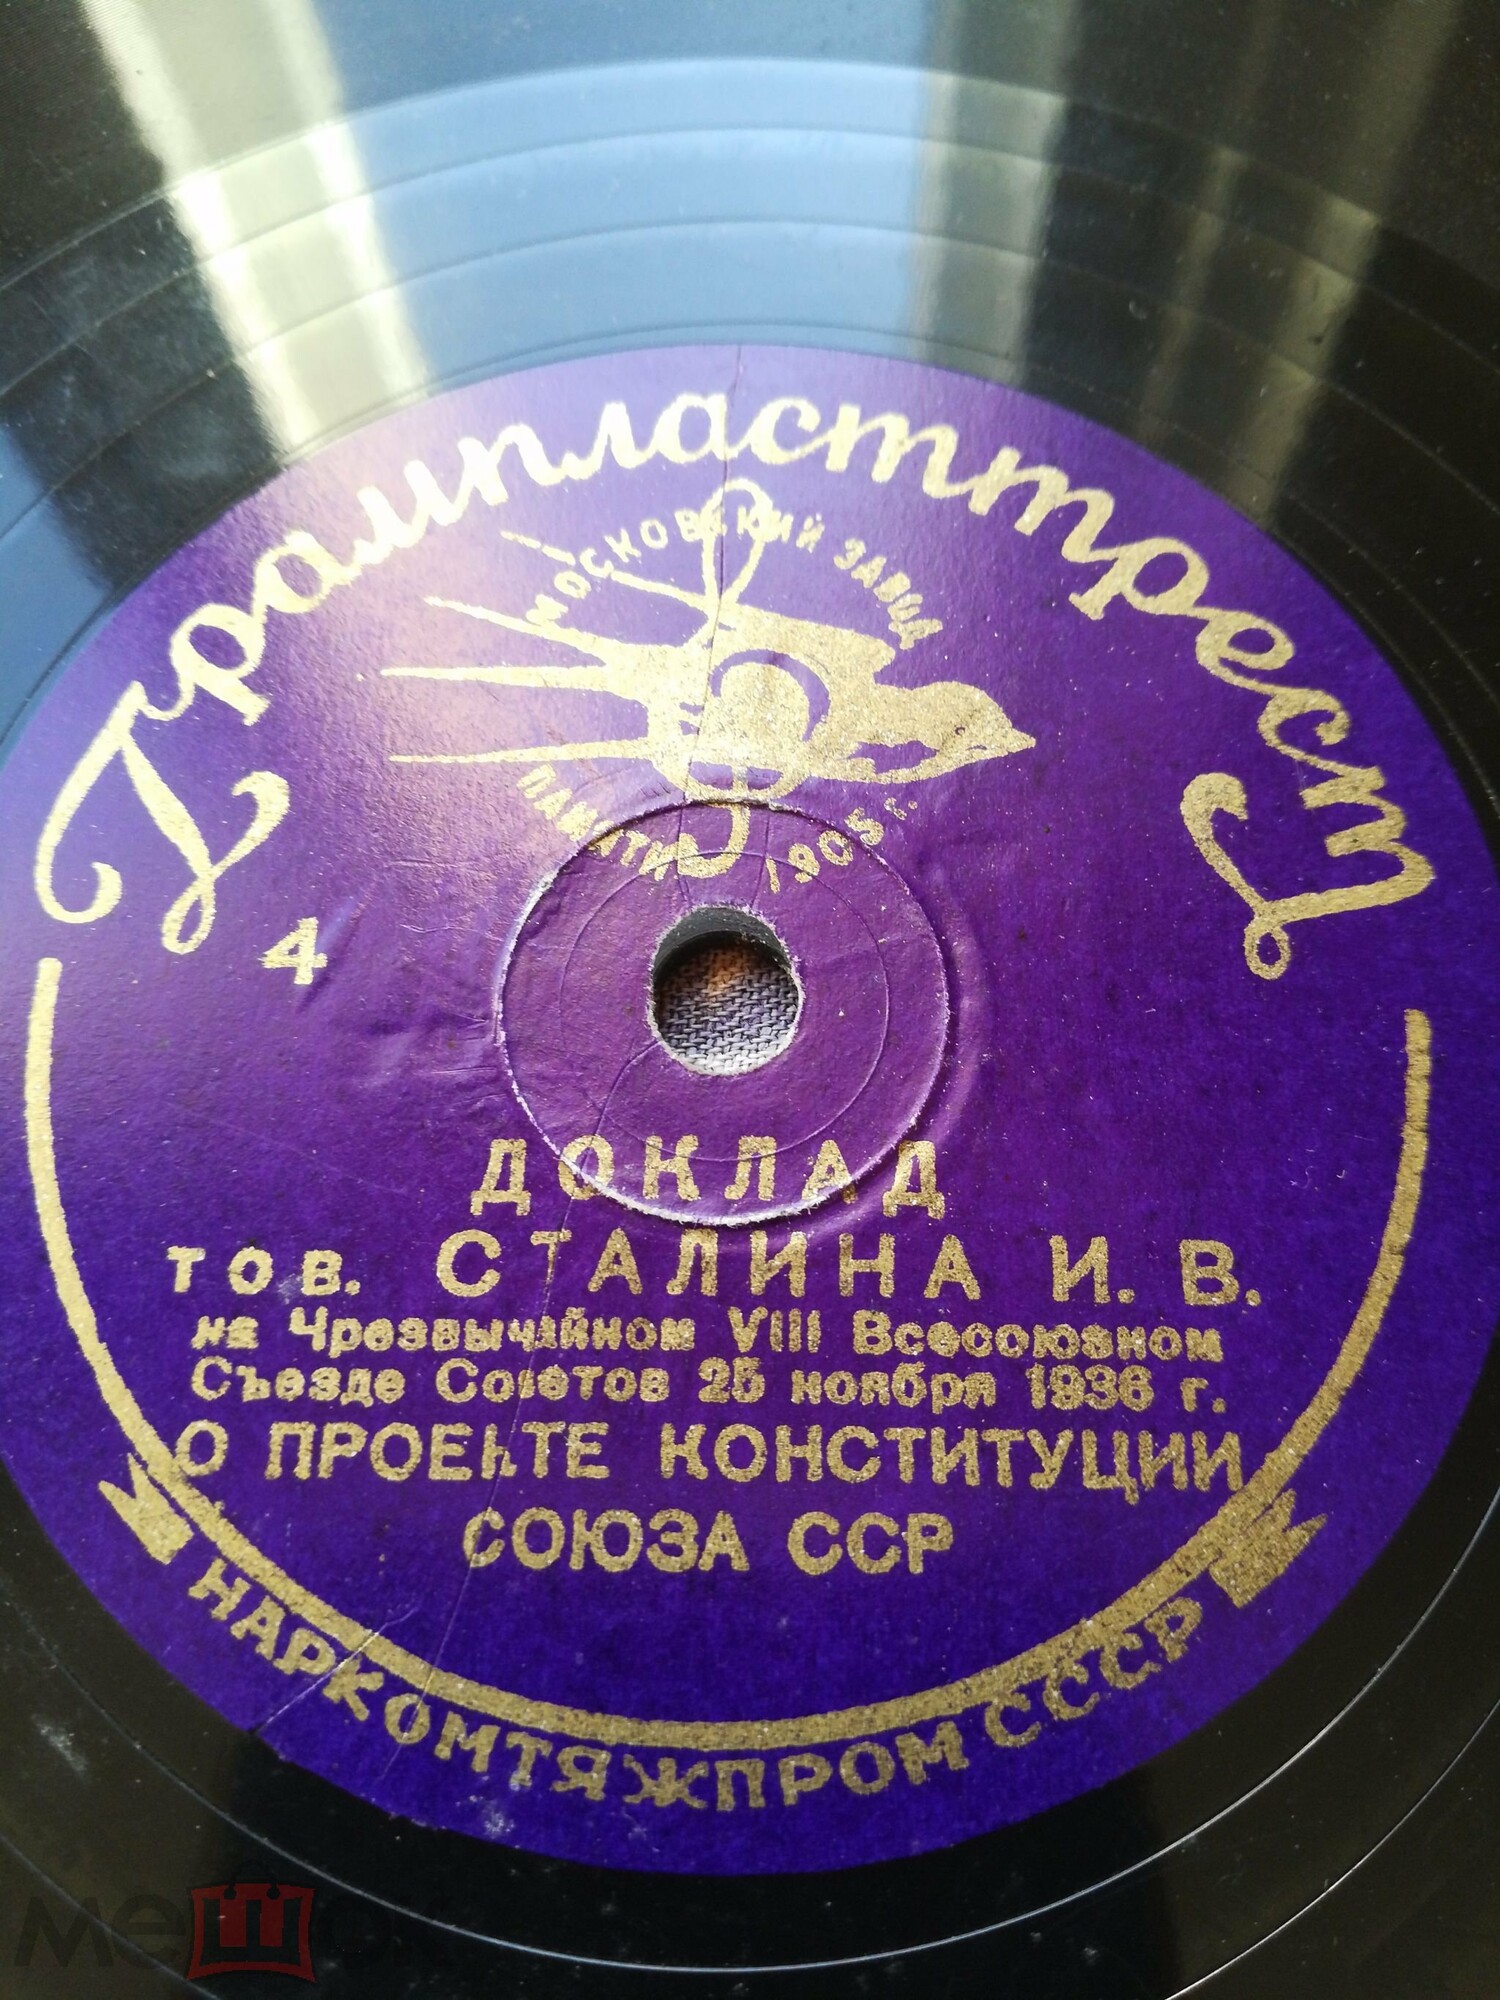 Грампласттрест
МОСКОВСКИЙ ЗАВОД
ПАМЯТИ 1905 г.
4
ДОКЛАД
тов. СТАЛИНА И. В.
на Чрезвычайном VIII Всесоюзном
Съезде Советов 25 ноября 1936 г.
О ПРОЕКТЕ КОНСТИТУЦИИ
СОЮЗА ССР
НАРКОМТЯЖПРОМ СССР
мешок